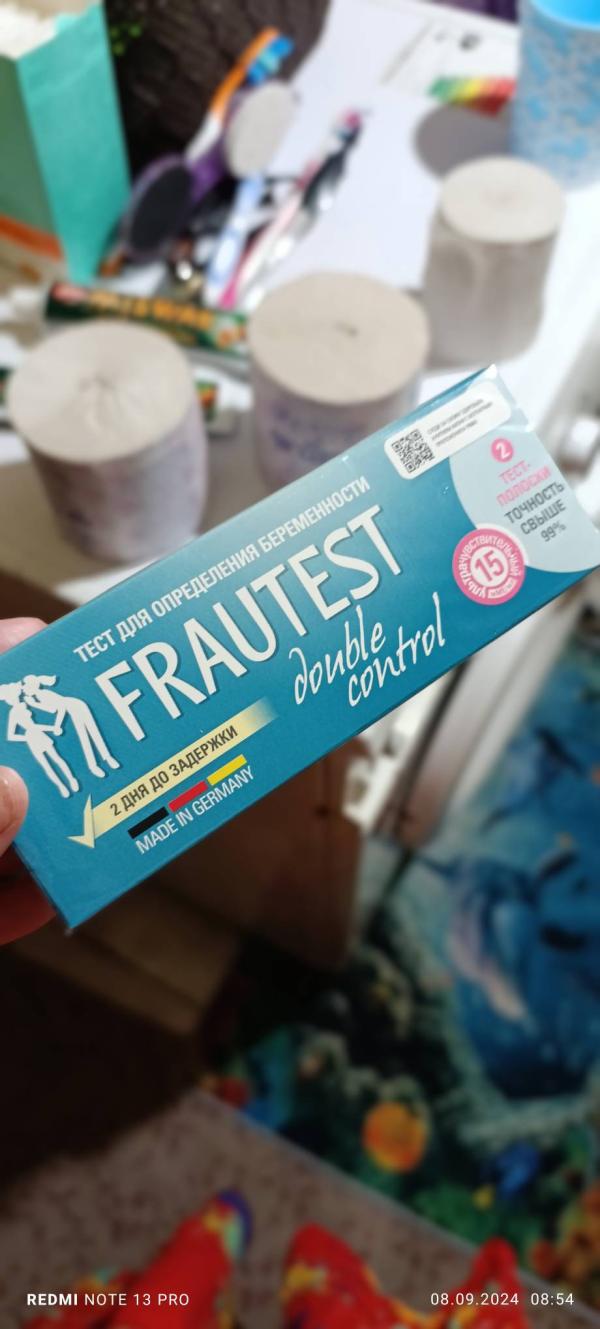 ТЕСТ ДЛЯ ОПРЕДЕЛЕНИЯ БЕРЕМЕННОСТИ
FRAUTEST
double
control
2 ДНЯ ДО ЗАДЕРЖКИ
MADE IN GERMANY
2
ТЕСТ-
ПОЛОСКИ
ТОЧНОСТЬ
СВЫШЕ
99%
ультрачувствительный
15
REDMI NOTE 13 PRO
08.09.2024 08:54